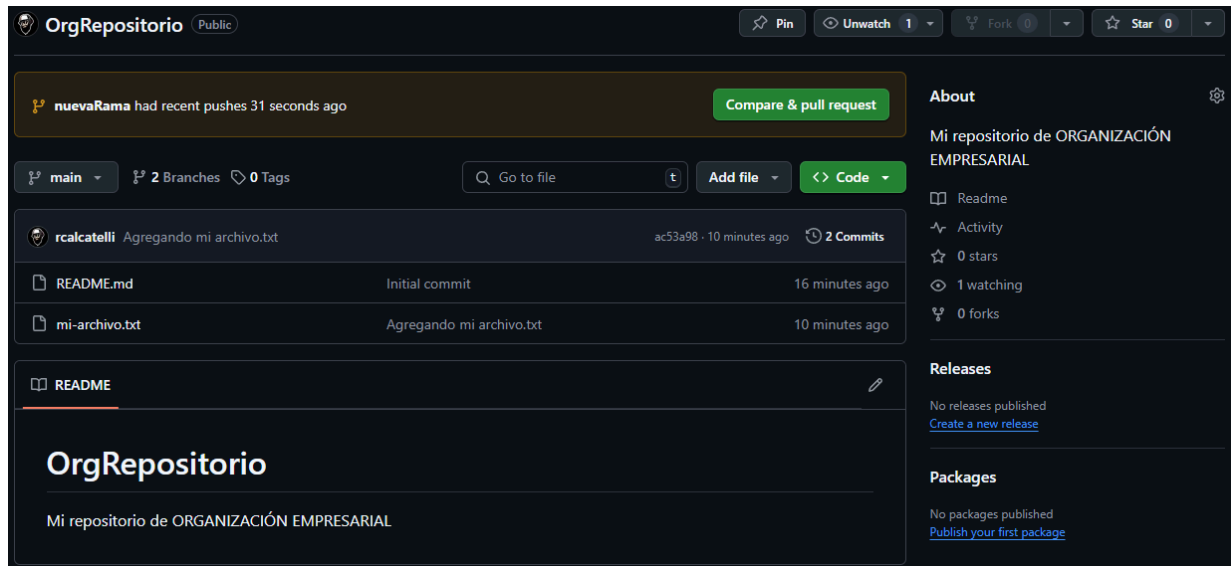 OrgRepositorio Public Pin Unwatch 1 Fork 0 Star 0
nuevaRama had recent pushes 31 seconds ago Compare & pull request
main 2 Branches 0 Tags Go to file t Add file Code
rcalcatelli Agregando mi archivo.txt ac53a98 · 10 minutes ago 2 Commits
README.md Initial commit 16 minutes ago
mi-archivo.txt Agregando mi archivo.txt 10 minutes ago
README
OrgRepositorio
Mi repositorio de ORGANIZACIÓN EMPRESARIAL
About
Mi repositorio de ORGANIZACIÓN
EMPRESARIAL
Readme
Activity
0 stars
1 watching
0 forks
Releases
No releases published
Create a new release
Packages
No packages published
Publish your first package